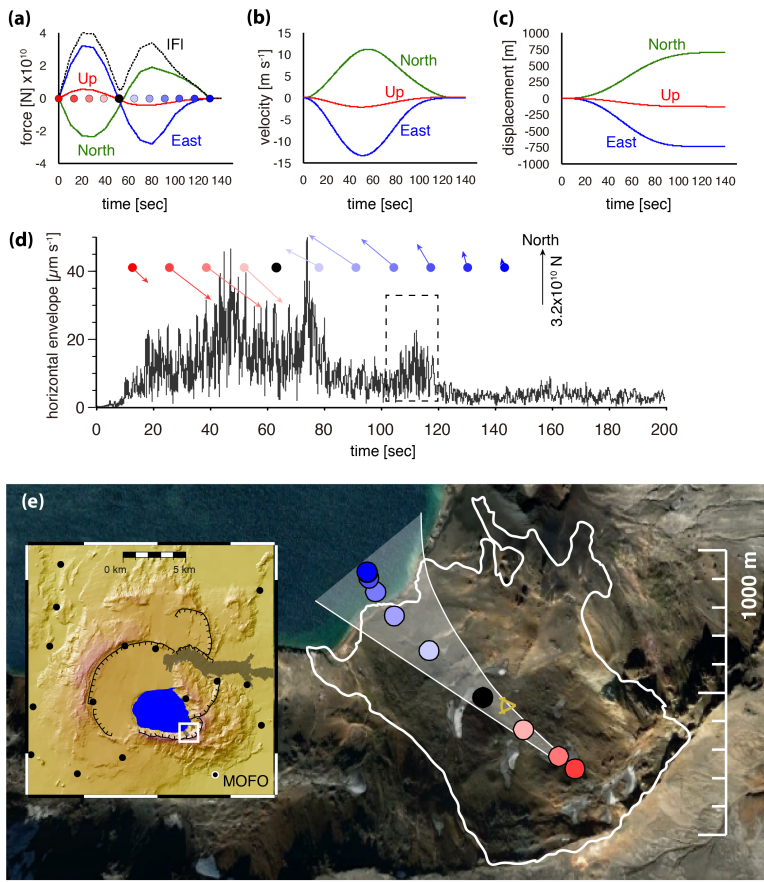 (a)
4
2
0
-2
-4
force [N] x10¹⁰
IFI
Up
North
East
0 20 40 60 80 100 120 140
time [sec]
(b)
15
10
5
0
-5
-10
-15
velocity [m s⁻¹]
North
Up
East
0 20 40 60 80 100 120 140
time [sec]
(c)
1000
750
500
250
0
-250
-500
-750
-1000
displacement [m]
North
Up
East
0 20 40 60 80 100 120 140
time [sec]
(d)
40
20
0
horizontal envelope [µm s⁻¹]
North
3.2x10¹⁰ N
0 20 40 60 80 100 120 140 160 180 200
time [sec]
(e)
0 km 5 km
MOFO
1000 m